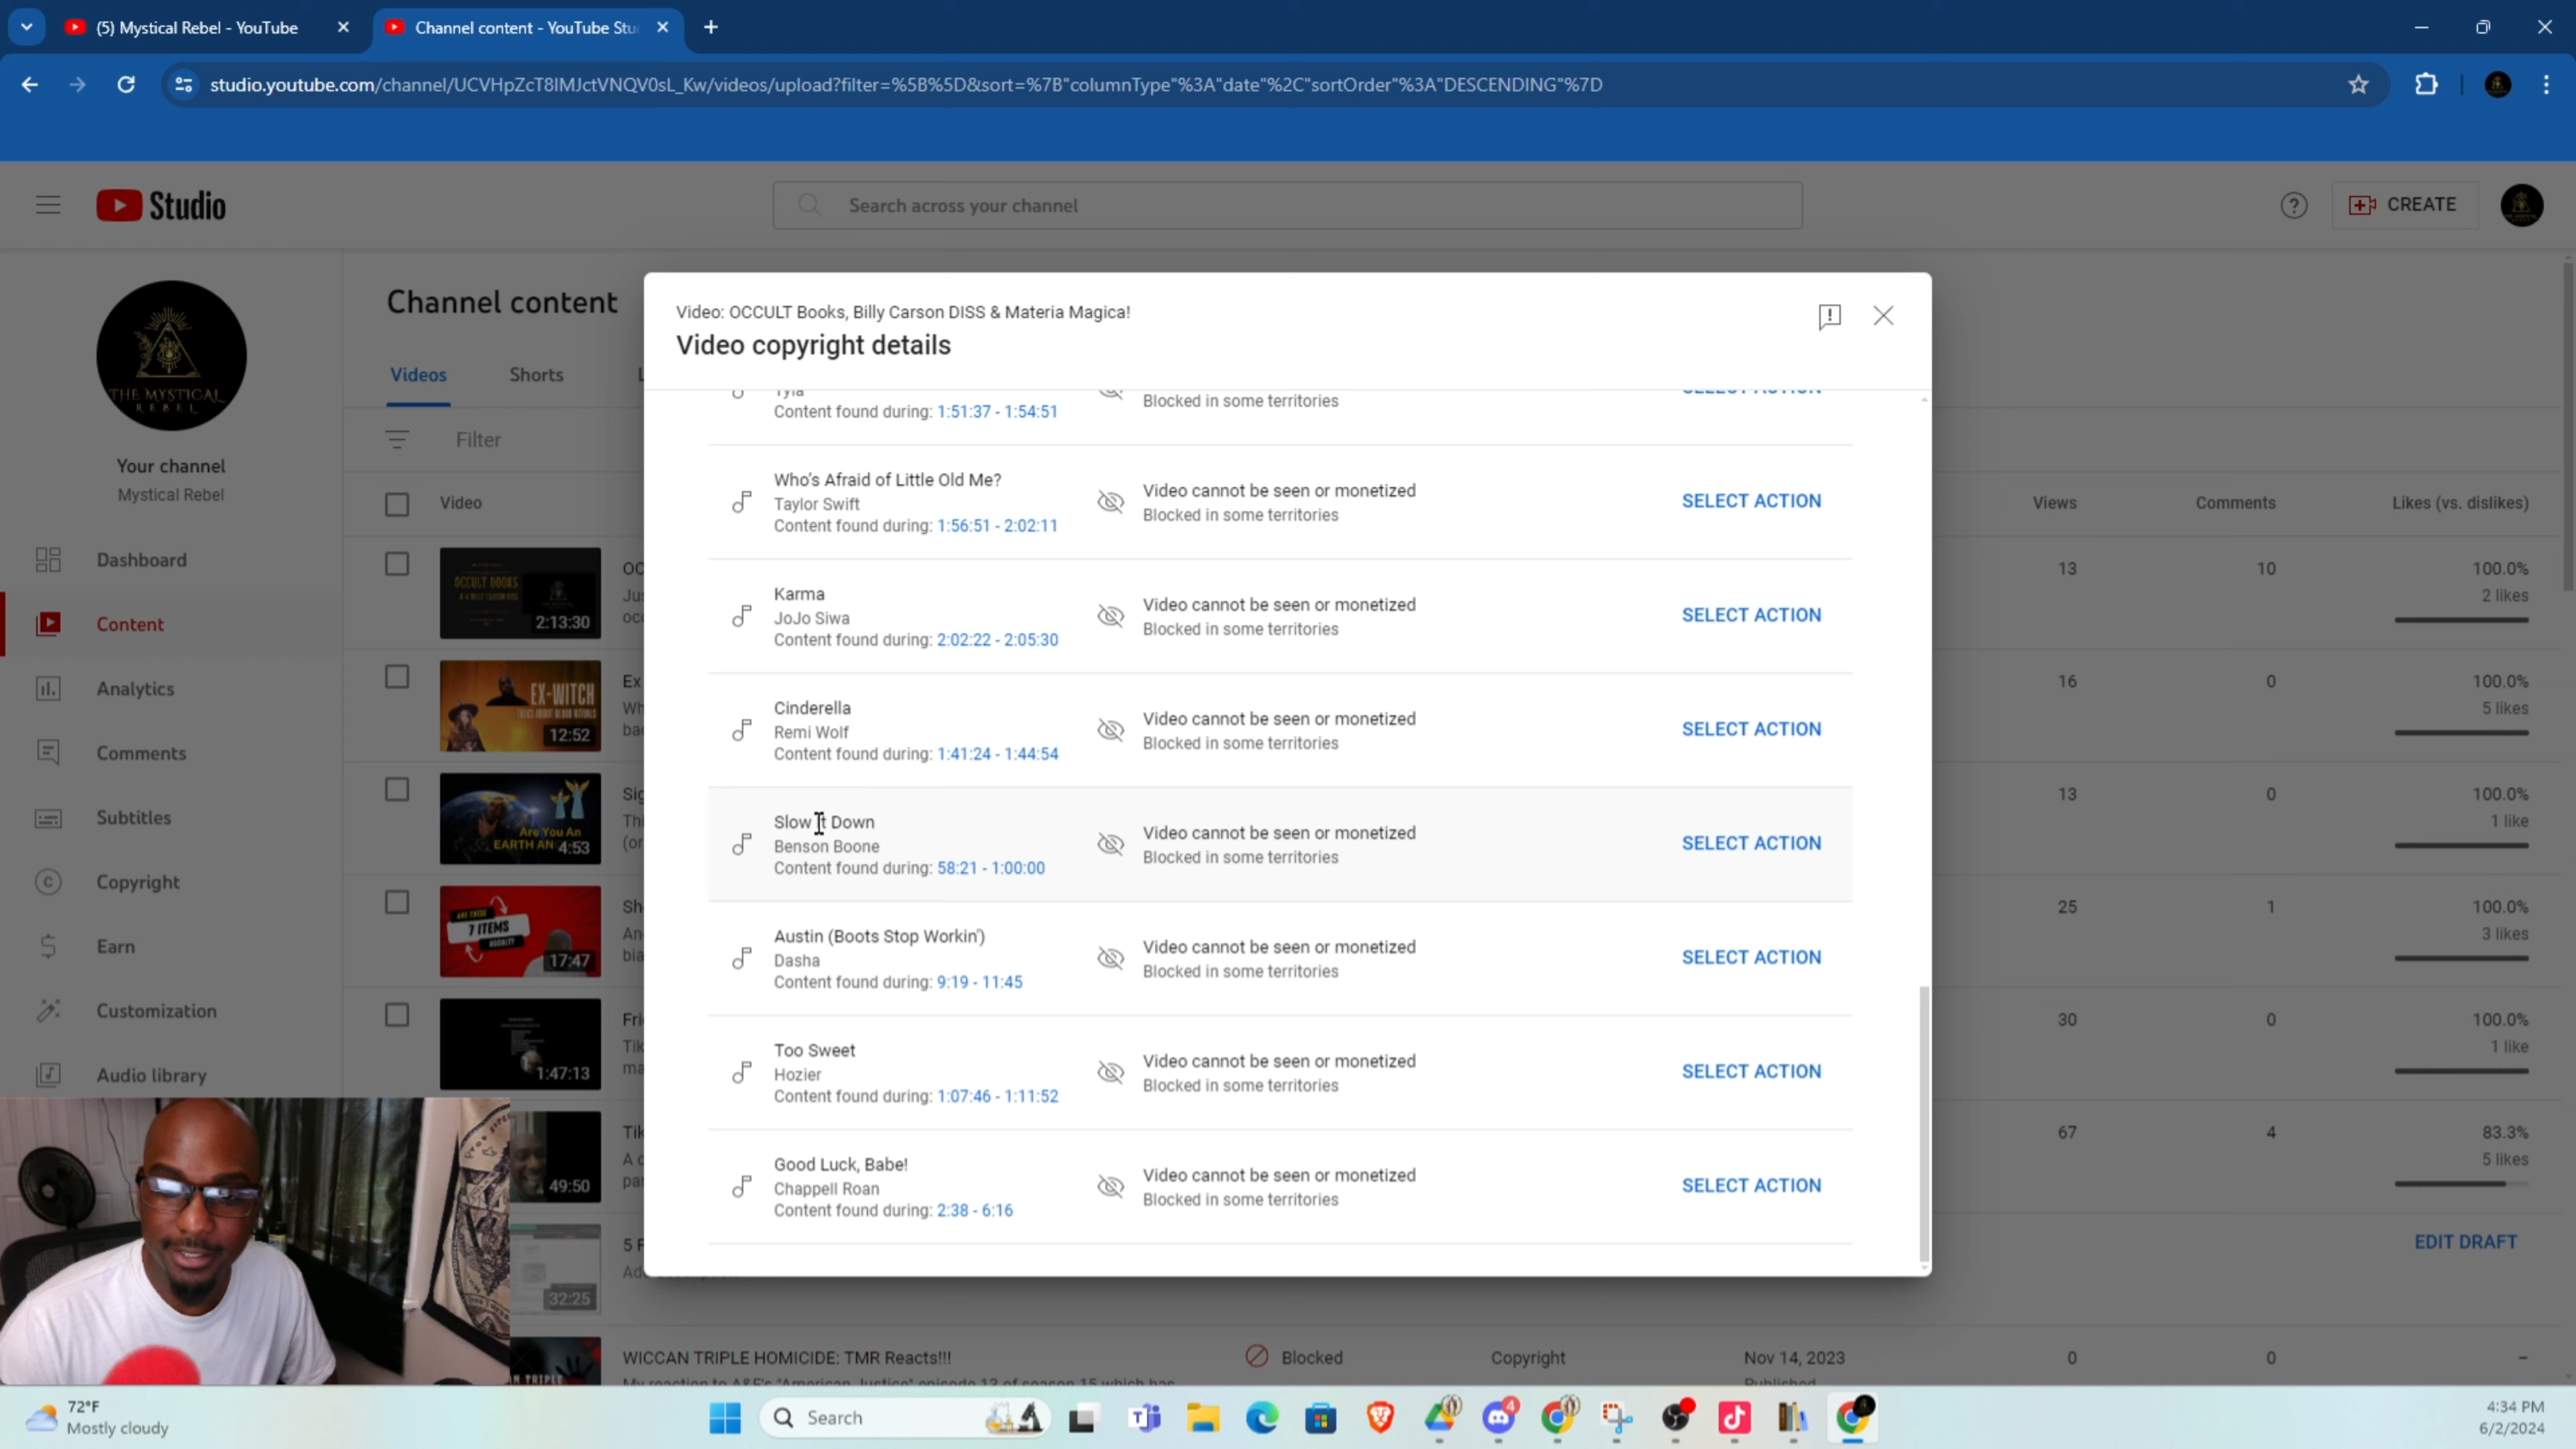 (5) Mystical Rebel - YouTube
Channel content - YouTube Stu
studio.youtube.com/channel/UCVHpZcT8IMJctVNQV0sL_Kw/videos/upload?filter=%5B%5D&sort=%7B"columnType"%3A"date"%2C"sortOrder"%3A"DESCENDING"%7D
Studio
Search across your channel
CREATE
THE MYSTICAL
REBEL
Your channel
Mystical Rebel
Dashboard
Content
Analytics
Comments
Subtitles
Copyright
Earn
Customization
Audio library
Channel content
Videos
Shorts
Filter
Video
Views
Comments
Likes (vs. dislikes)
OCCULT BOOKS
2:13:30
OC
Jus
occ
13
10
100.0%
2 likes
EX-WITCH
TALKS ABOUT BLOOD RITUALS
12:52
Ex
Wh
bac
16
0
100.0%
5 likes
Are You An
EARTH AN
4:53
Sig
Thi
(or
13
0
100.0%
1 like
ARE THESE
7 ITEMS
17:47
Sh
An
bia
25
1
100.0%
3 likes
1:47:13
Fri
Tik
ma
30
0
100.0%
1 like
49:50
Tik
A c
par
67
4
83.3%
5 likes
32:25
5 F
EDIT DRAFT
WICCAN TRIPLE HOMICIDE: TMR Reacts!!!
Blocked
Copyright
Nov 14, 2023
0
0
–
My reaction to A&E's "American Justice" episode 13 of season 15 which has
Published
Video: OCCULT Books, Billy Carson DISS & Materia Magica!
Video copyright details
Tyla
Content found during: 1:51:37 - 1:54:51
Blocked in some territories
SELECT ACTION
Who's Afraid of Little Old Me?
Taylor Swift
Content found during: 1:56:51 - 2:02:11
Video cannot be seen or monetized
Blocked in some territories
SELECT ACTION
Karma
JoJo Siwa
Content found during: 2:02:22 - 2:05:30
Video cannot be seen or monetized
Blocked in some territories
SELECT ACTION
Cinderella
Remi Wolf
Content found during: 1:41:24 - 1:44:54
Video cannot be seen or monetized
Blocked in some territories
SELECT ACTION
Slow It Down
Benson Boone
Content found during: 58:21 - 1:00:00
Video cannot be seen or monetized
Blocked in some territories
SELECT ACTION
Austin (Boots Stop Workin')
Dasha
Content found during: 9:19 - 11:45
Video cannot be seen or monetized
Blocked in some territories
SELECT ACTION
Too Sweet
Hozier
Content found during: 1:07:46 - 1:11:52
Video cannot be seen or monetized
Blocked in some territories
SELECT ACTION
Good Luck, Babe!
Chappell Roan
Content found during: 2:38 - 6:16
Video cannot be seen or monetized
Blocked in some territories
SELECT ACTION
72°F
Mostly cloudy
Search
4
4:34 PM
6/2/2024